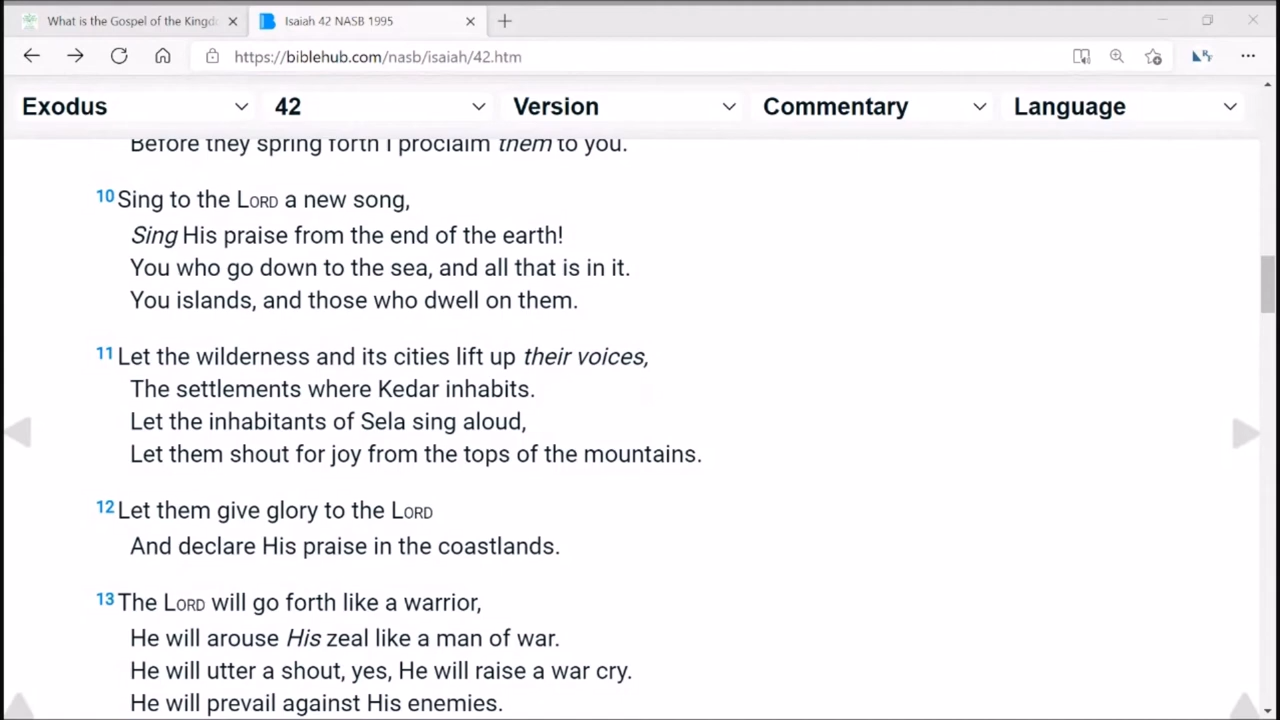 What is the Gospel of the Kingd
Isaiah 42 NASB 1995
https://biblehub.com/nasb/isaiah/42.htm
Exodus 42 Version Commentary Language
Before they spring forth I proclaim them to you.
10 Sing to the LORD a new song,
Sing His praise from the end of the earth!
You who go down to the sea, and all that is in it.
You islands, and those who dwell on them.
11 Let the wilderness and its cities lift up their voices,
The settlements where Kedar inhabits.
Let the inhabitants of Sela sing aloud,
Let them shout for joy from the tops of the mountains.
12 Let them give glory to the LORD
And declare His praise in the coastlands.
13 The LORD will go forth like a warrior,
He will arouse His zeal like a man of war.
He will utter a shout, yes, He will raise a war cry.
He will prevail against His enemies.